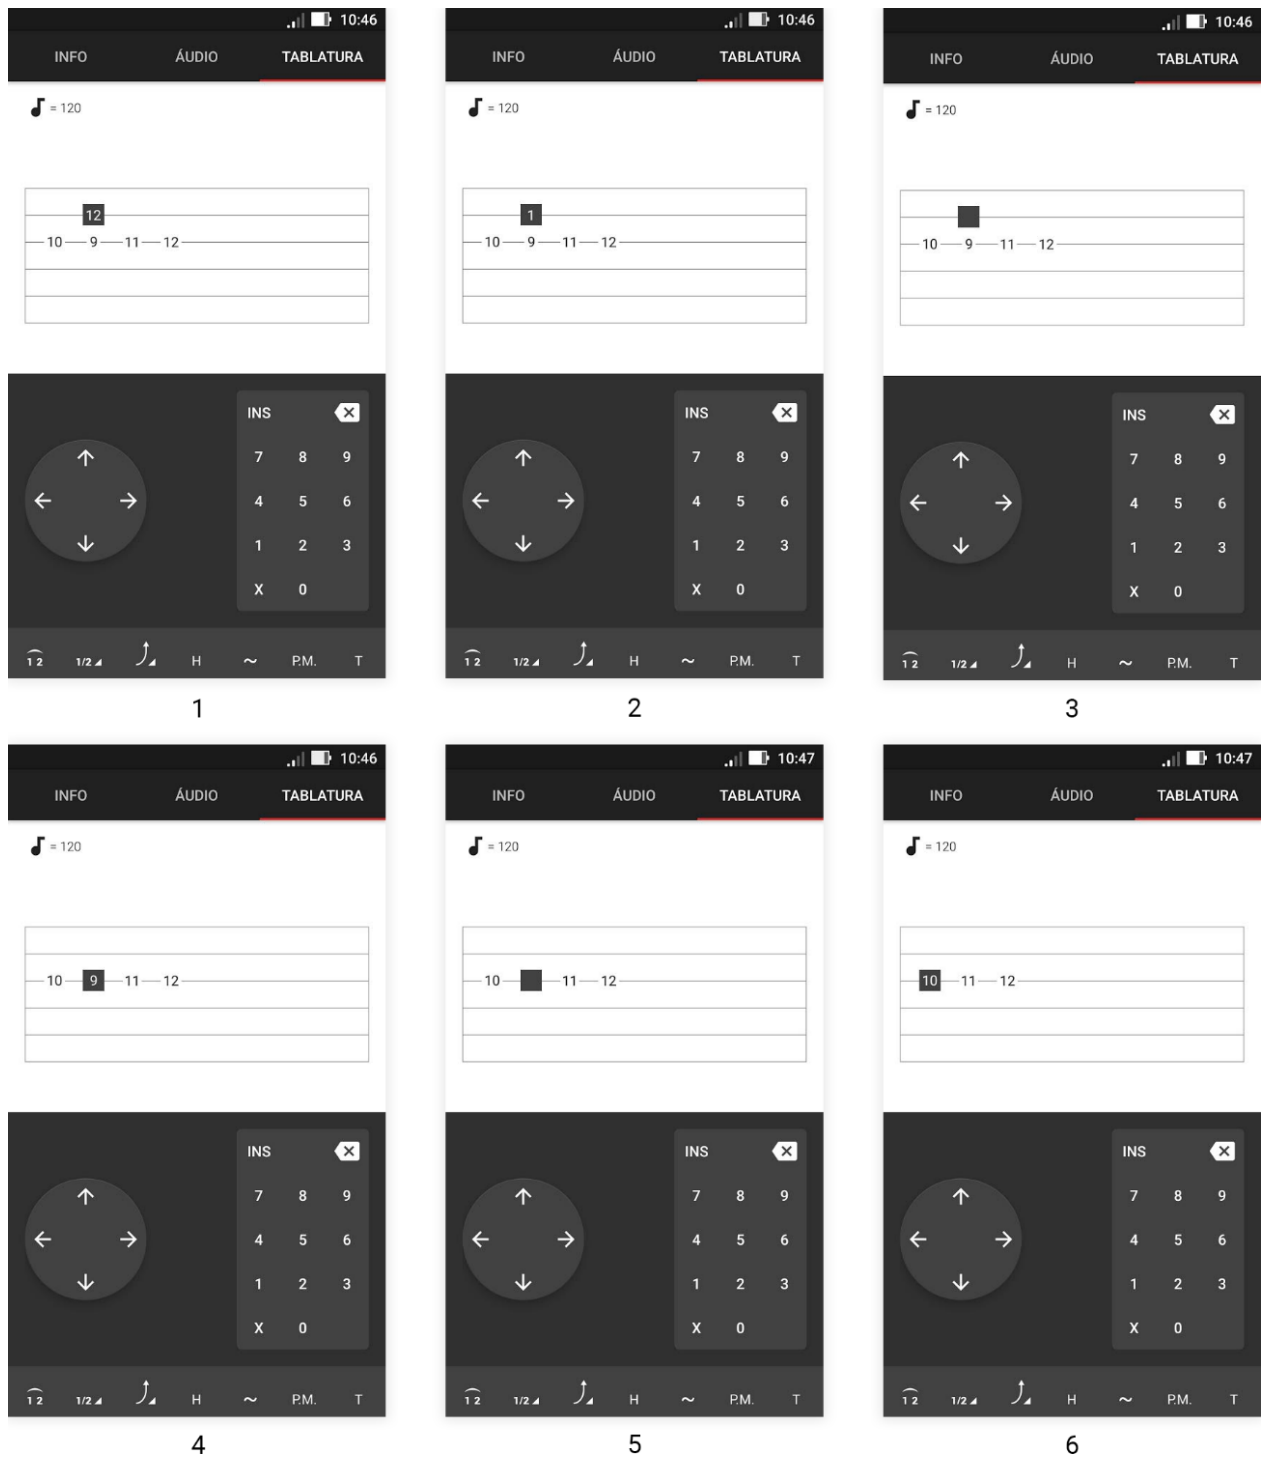 10:46
INFO ÁUDIO TABLATURA
= 120
12
10 9 11 12
INS
7 8 9
4 5 6
1 2 3
X 0
1 2 1/2 H ~ P.M. T
1
10:46
INFO ÁUDIO TABLATURA
= 120
1
10 9 11 12
INS
7 8 9
4 5 6
1 2 3
X 0
1 2 1/2 H ~ P.M. T
2
10:46
INFO ÁUDIO TABLATURA
= 120
10 9 11 12
INS
7 8 9
4 5 6
1 2 3
X 0
1 2 1/2 H ~ P.M. T
3
10:46
INFO ÁUDIO TABLATURA
= 120
10 9 11 12
INS
7 8 9
4 5 6
1 2 3
X 0
1 2 1/2 H ~ P.M. T
4
10:47
INFO ÁUDIO TABLATURA
= 120
10 11 12
INS
7 8 9
4 5 6
1 2 3
X 0
1 2 1/2 H ~ P.M. T
5
10:47
INFO ÁUDIO TABLATURA
= 120
10 11 12
INS
7 8 9
4 5 6
1 2 3
X 0
1 2 1/2 H ~ P.M. T
6